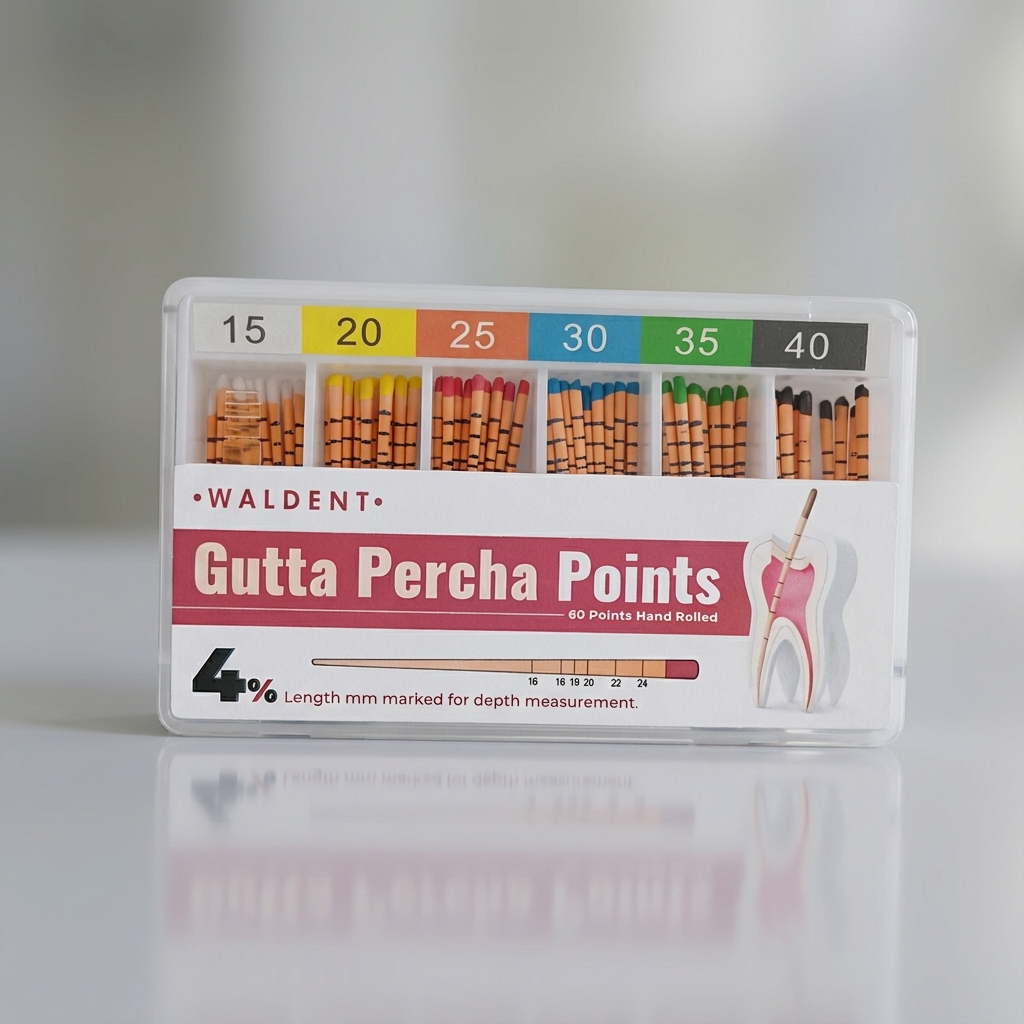 15 20 25 30 35 40
•WALDENT•
Gutta Percha Points
60 Points Hand Rolled
16 16 19 20 22 24
4%
Length mm marked for depth measurement.